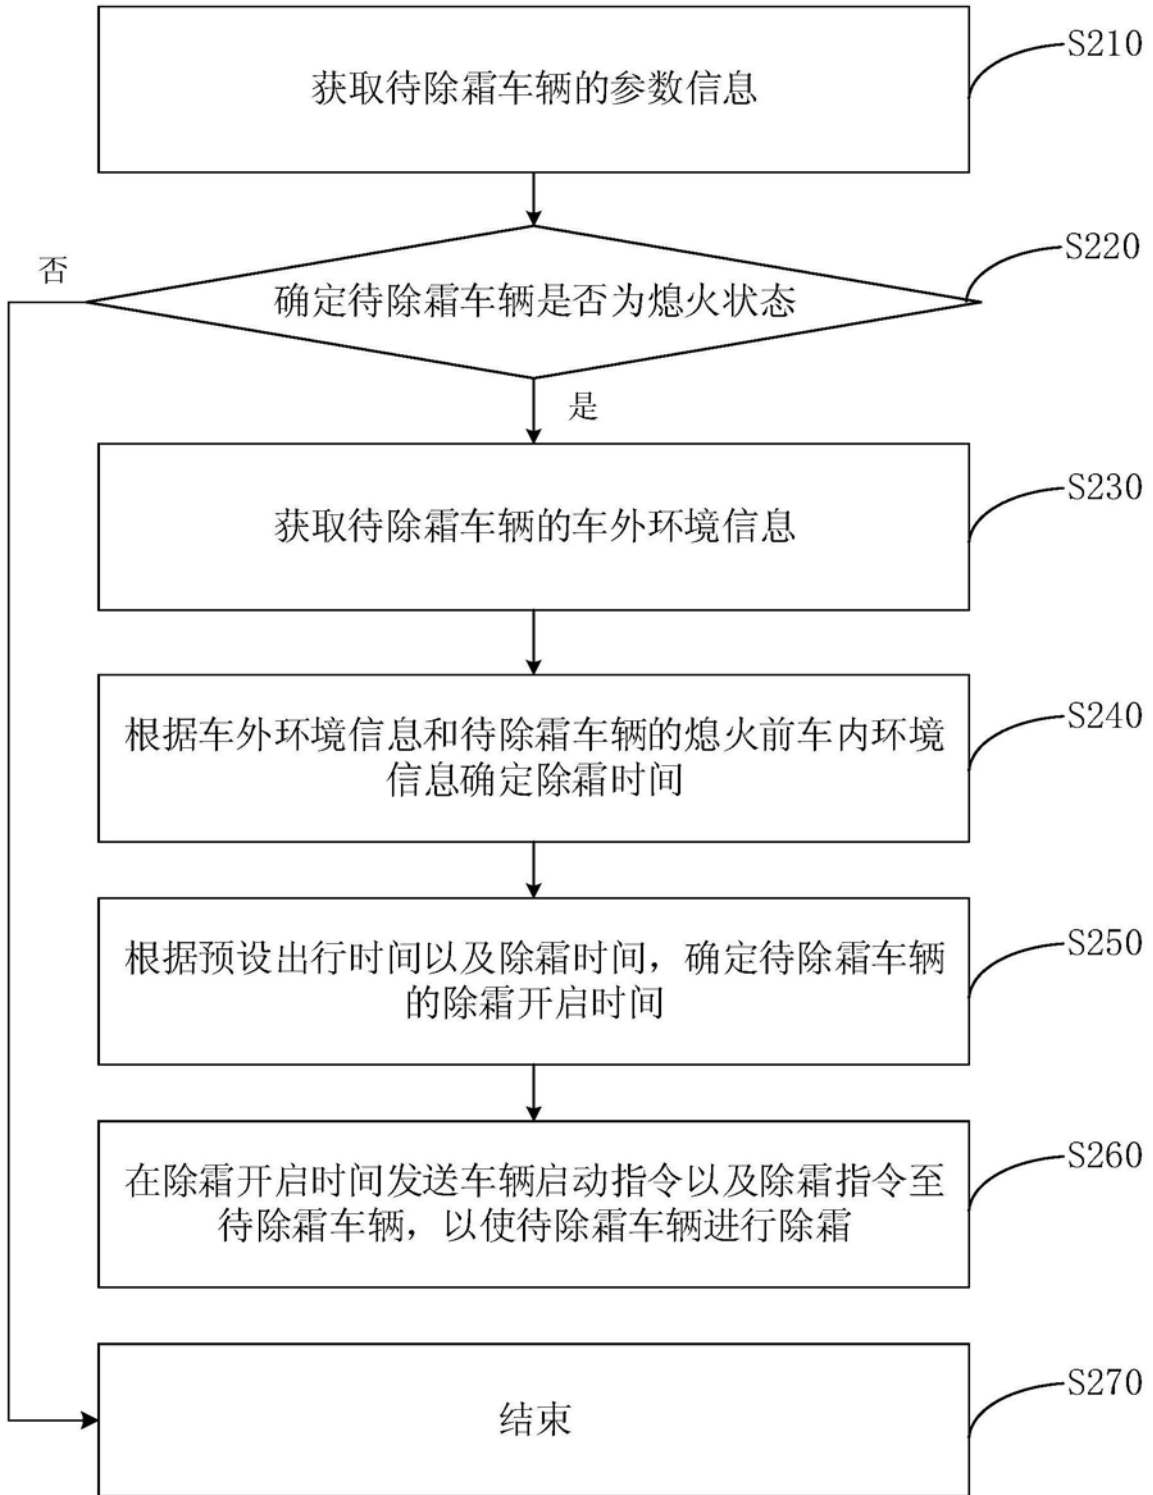 S210
获取待除霜车辆的参数信息
S220
否
确定待除霜车辆是否为熄火状态
是
S230
获取待除霜车辆的车外环境信息
S240
根据车外环境信息和待除霜车辆的熄火前车内环境
信息确定除霜时间
S250
根据预设出行时间以及除霜时间，确定待除霜车辆
的除霜开启时间
S260
在除霜开启时间发送车辆启动指令以及除霜指令至
待除霜车辆，以使待除霜车辆进行除霜
S270
结束